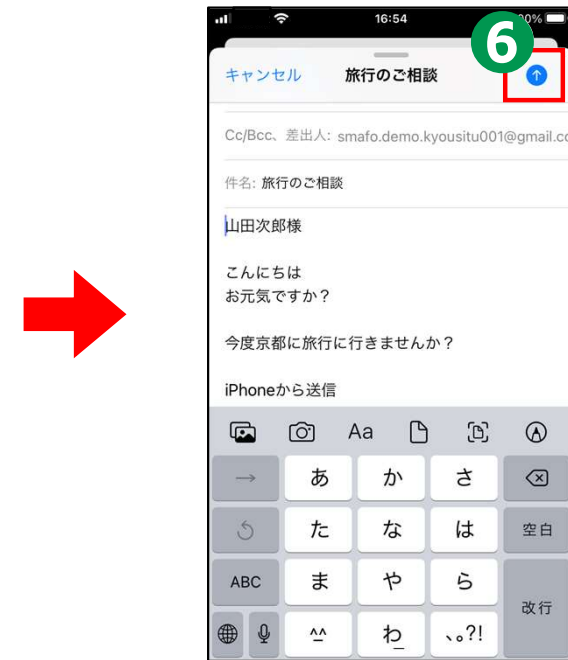 16:54
00%
6
キャンセル 旅行のご相談
Cc/Bcc、差出人: smafo.demo.kyousitu001@gmail.co
件名: 旅行のご相談
山田次郎様
こんにちは
お元気ですか？
今度京都に旅行に行きませんか？
iPhoneから送信
Aa
→ あ か さ
た な は 空白
ABC ま や ら
改行
^^ わ_ 、。?!